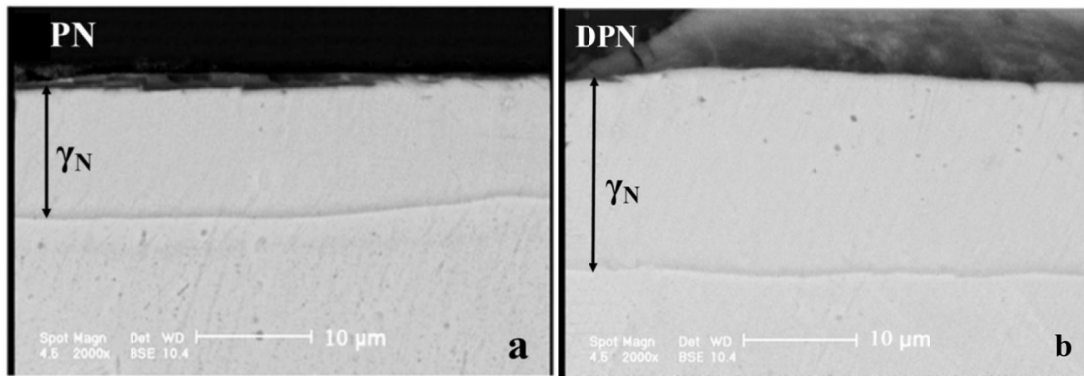 PN
γN
Spot Magn Det WD 10 μm
4.5 2000x BSE 10.4
a
DPN
γN
Spot Magn Det WD 10 μm
4.6 2000x BSE 10.4
b